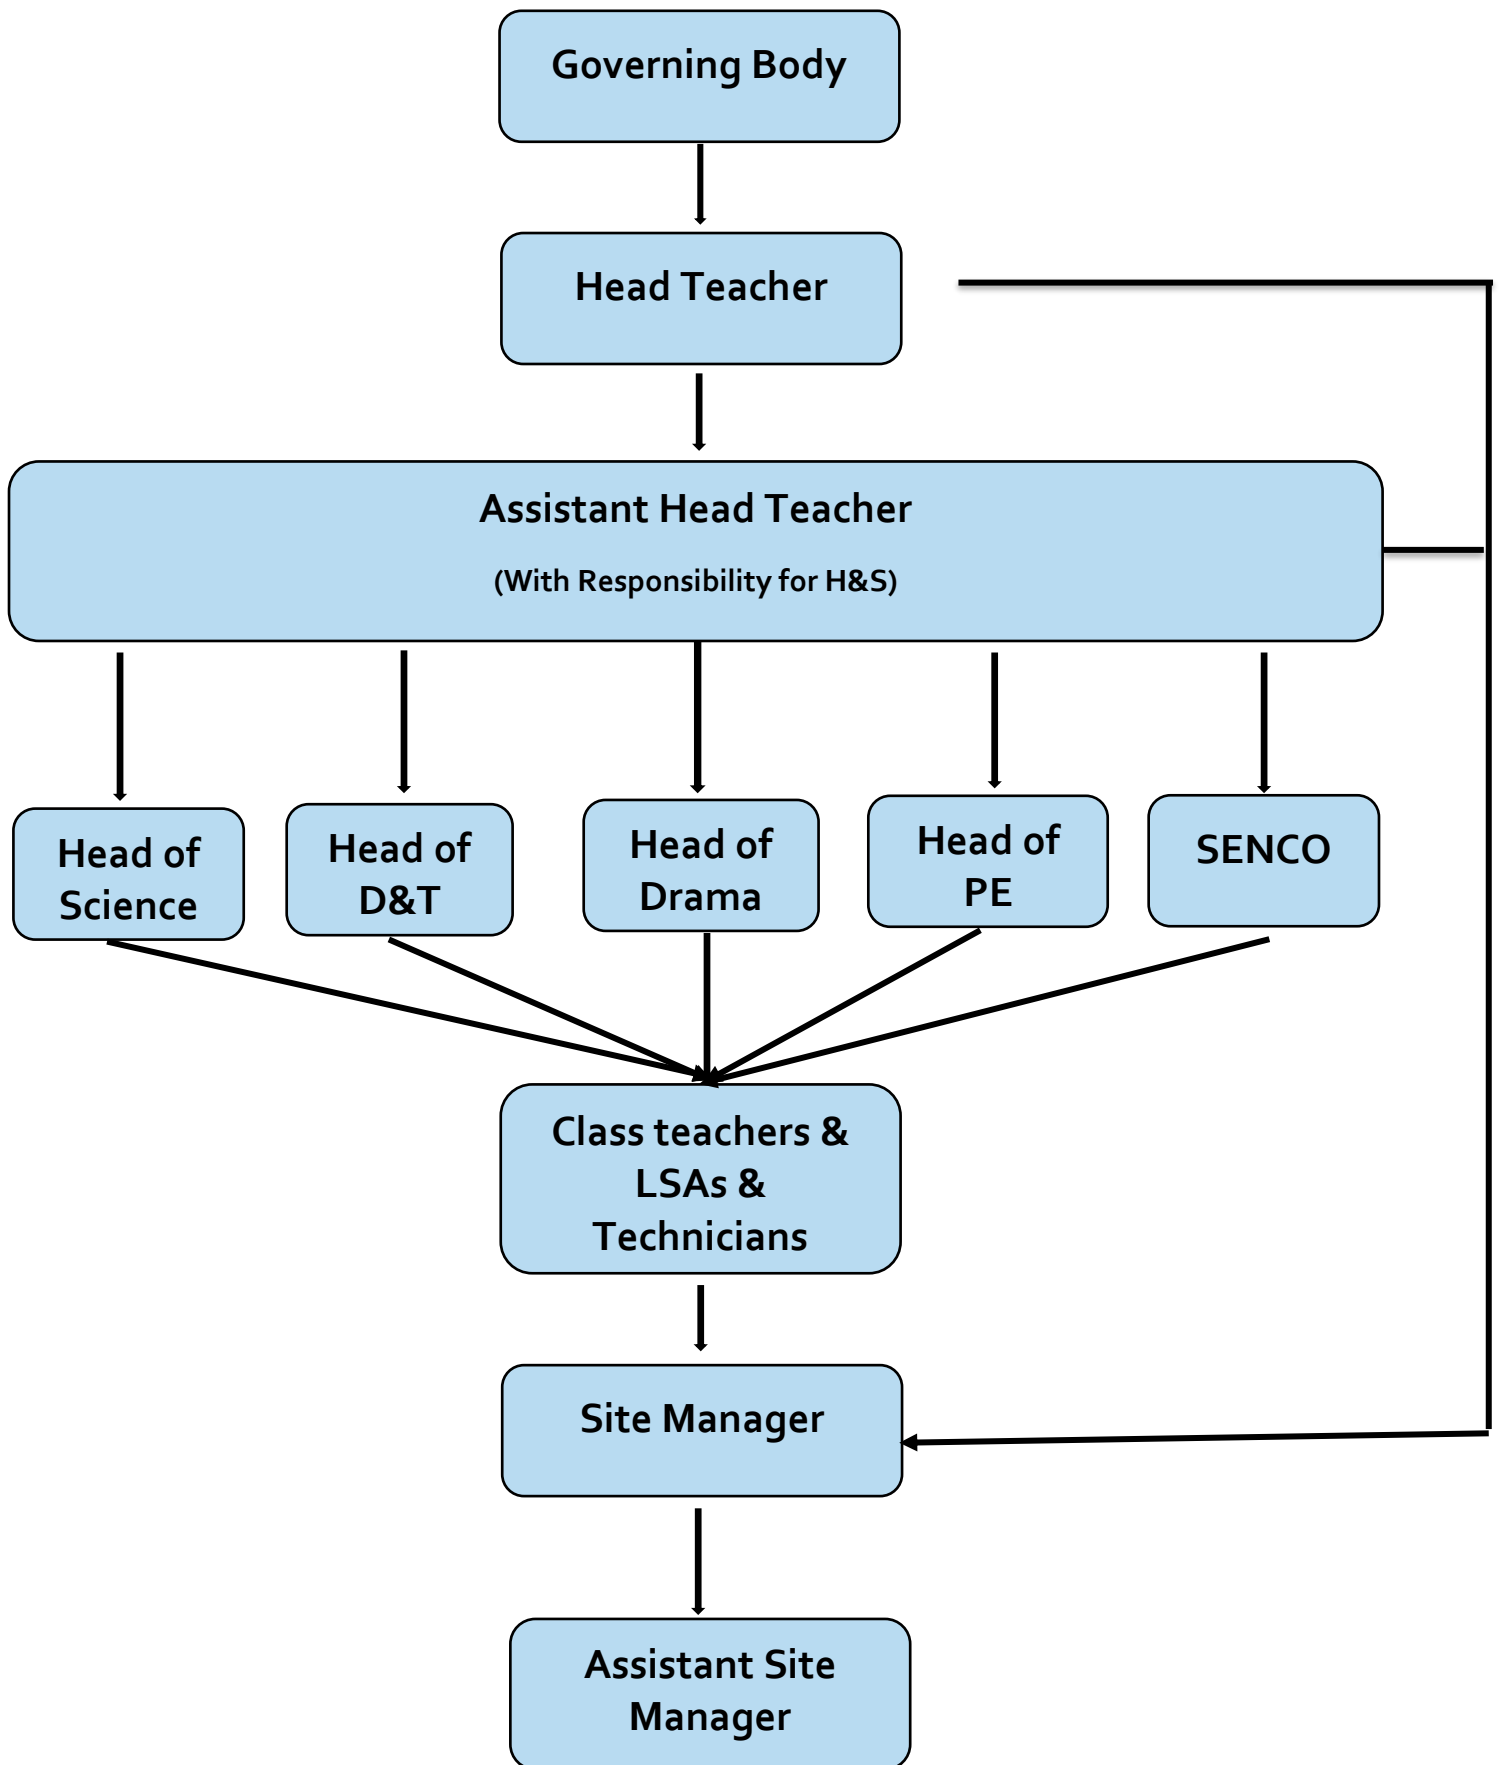 Governing Body
Head Teacher
Assistant Head Teacher
(With Responsibility for H&S)
Head of
Science
Head of
D&T
Head of
Drama
Head of
PE
SENCO
Class teachers &
LSAs &
Technicians
Site Manager
Assistant Site
Manager